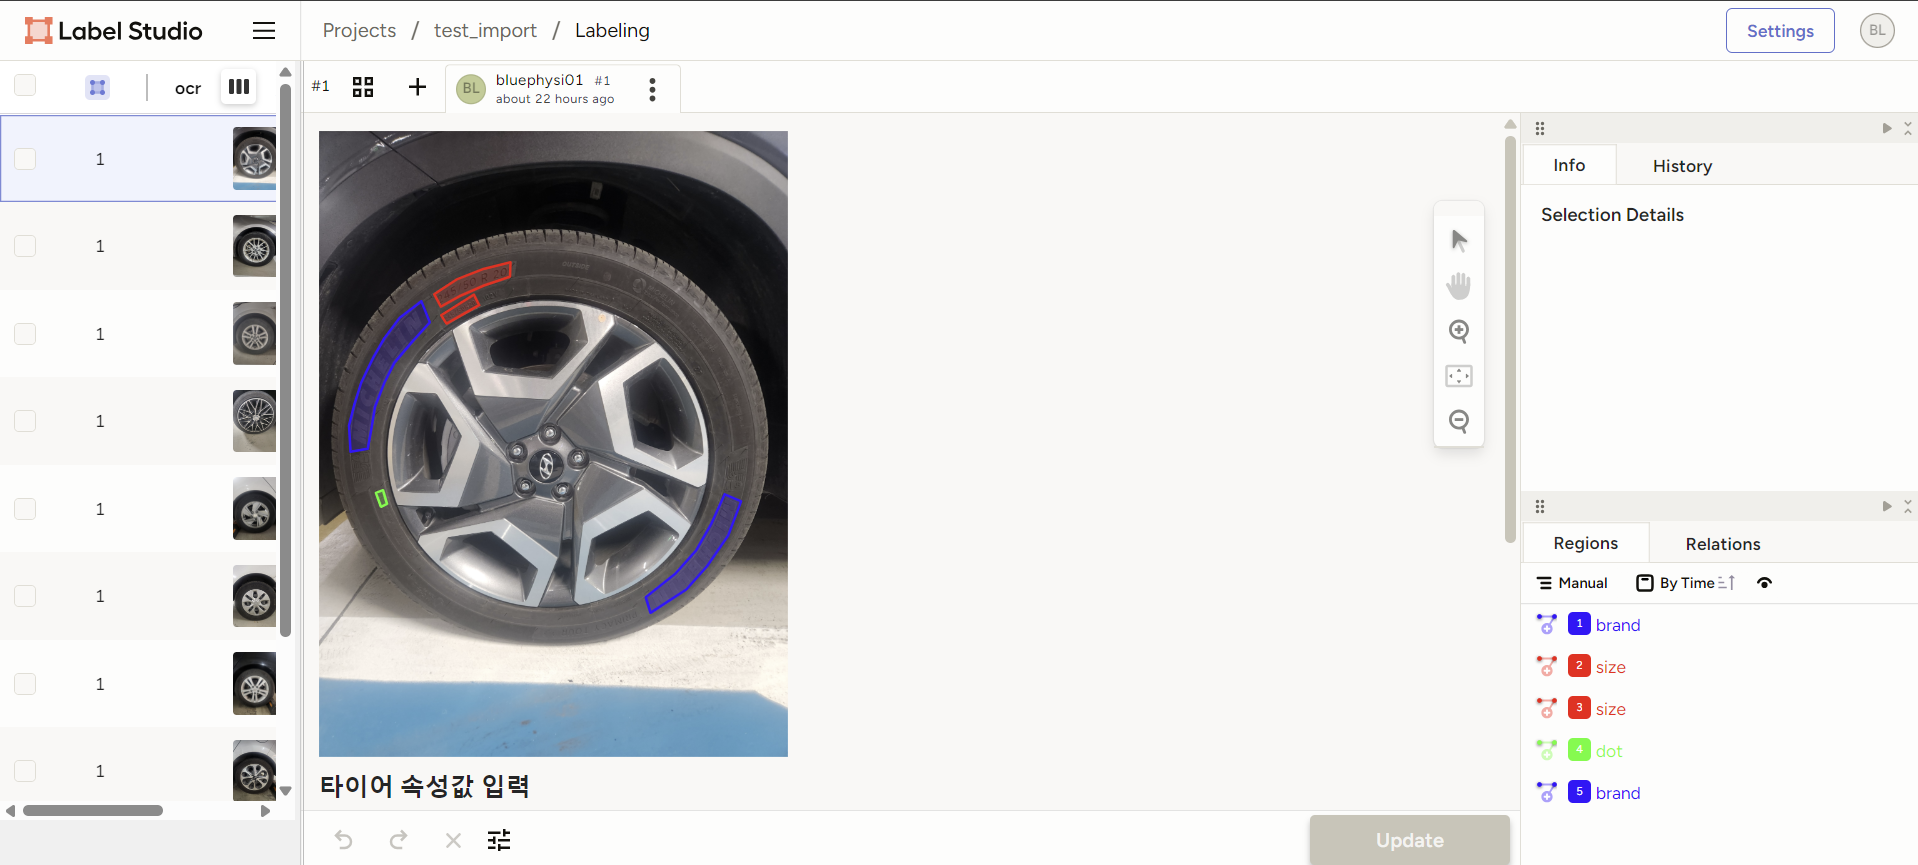 Label Studio
Projects / test_import / Labeling
Settings
BL
ocr
#1
BL
bluephysi01 #1
about 22 hours ago
1
1
1
1
1
1
1
1
MICHELIN
R 20
Info
History
Selection Details
Regions
Relations
Manual
By Time
1 brand
2 size
3 size
4 dot
5 brand
타이어 속성값 입력
Update